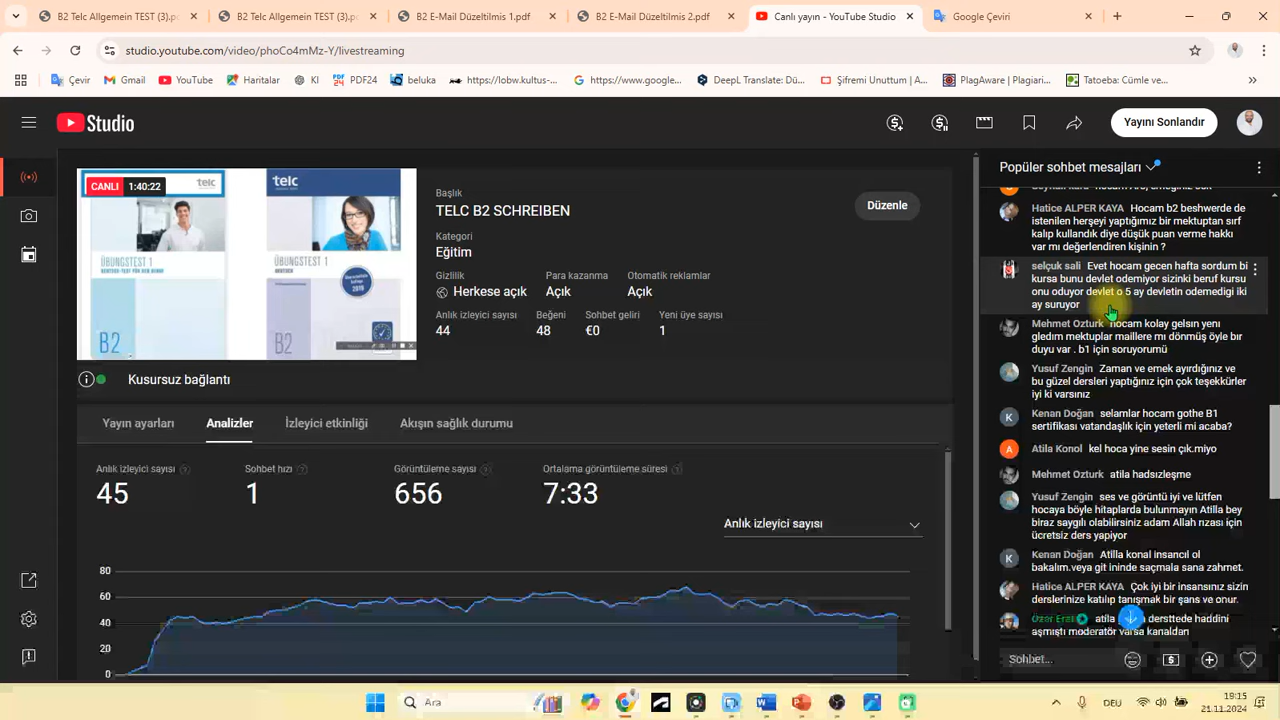 B2 Telc Allgemein TEST (3).p
B2 Telc Allgemein TEST (3).p
B2 E-Mail Düzeltilmis 1.pdf
B2 E-Mail Düzeltilmis 2.pdf
Canlı yayın - YouTube Studio
Google Çeviri
studio.youtube.com/video/phoCo4mMz-Y/livestreaming
Çevir
Gmail
YouTube
Haritalar
KI
PDF24
beluka
https://lobw.kultus-...
https://www.google...
DeepL Translate: Dü...
Şifremi Unuttum | A...
PlagAware | Plagiari...
Tatoeba: Cümle ve...
Studio
Yayını Sonlandır
CANLI 1:40:22
telc
telc
ÜBUNGSTEST 1
ÜBUNGSTEST 1
B2
B2
Başlık
TELC B2 SCHREIBEN
Düzenle
Kategori
Eğitim
Gizlilik
Para kazanma
Otomatik reklamlar
Herkese açık
Açık
Açık
Anlık izleyici sayısı
Beğeni
Sohbet geliri
Yeni üye sayısı
44
48
€0
1
Kusursuz bağlantı
Yayın ayarları
Analizler
İzleyici etkinliği
Akışın sağlık durumu
Anlık izleyici sayısı
Sohbet hızı
Görüntüleme sayısı
Ortalama görüntüleme süresi
45
1
656
7:33
Anlık izleyici sayısı
80
60
40
20
0
Popüler sohbet mesajları
Hatice ALPER KAYA Hocam b2 beshwerde de
istenilen herşeyi yaptığımız bir mektuptan sırf
kalıp kullandik diye düşük puan verme hakkı
var mı değerlendiren kişinin ?
selçuk sali Evet hocam gecen hafta sordum bi
kursa bunu devlet odemiyor sizinki beruf kursu
onu oduyor devlet o 5 ay devletin odemedigi iki
ay suruyor
Mehmet Ozturk hocam kolay gelsın yenı
gledım mektuplar maıllere mı dönmüş öyle bir
duyu var . b1 için soruyorumü
Yusuf Zengin Zaman ve emek ayırdığınız ve
bu güzel dersleri yaptığınız için çok teşekkürler
iyi ki varsınız
K
Kenan Doğan selamlar hocam gothe B1
sertifikası vatandaşlık için yeterli mi acaba?
A
Atila Konol kel hoca yine sesin çık.miyo
Mehmet Ozturk atila hadsızleşme
Yusuf Zengin ses ve görüntü iyi ve lütfen
hocaya böyle hitaplarda bulunmayın Atilla bey
biraz saygılı olabilirsiniz adam Allah rızası için
ücretsiz ders yapıyor
K
Kenan Doğan Atilla konal insancıl ol
bakalım.veya git ininde saçmala sana zahmet.
Hatice ALPER KAYA Çok iyi bir insansınız sizin
derslerinize katılıp tanışmak bir şans ve onur.
atila
dersttede haddini
aşmıştı moderatör varsa kanaldan
Sohbet...
Ara
DEU
19:15
21.11.2024